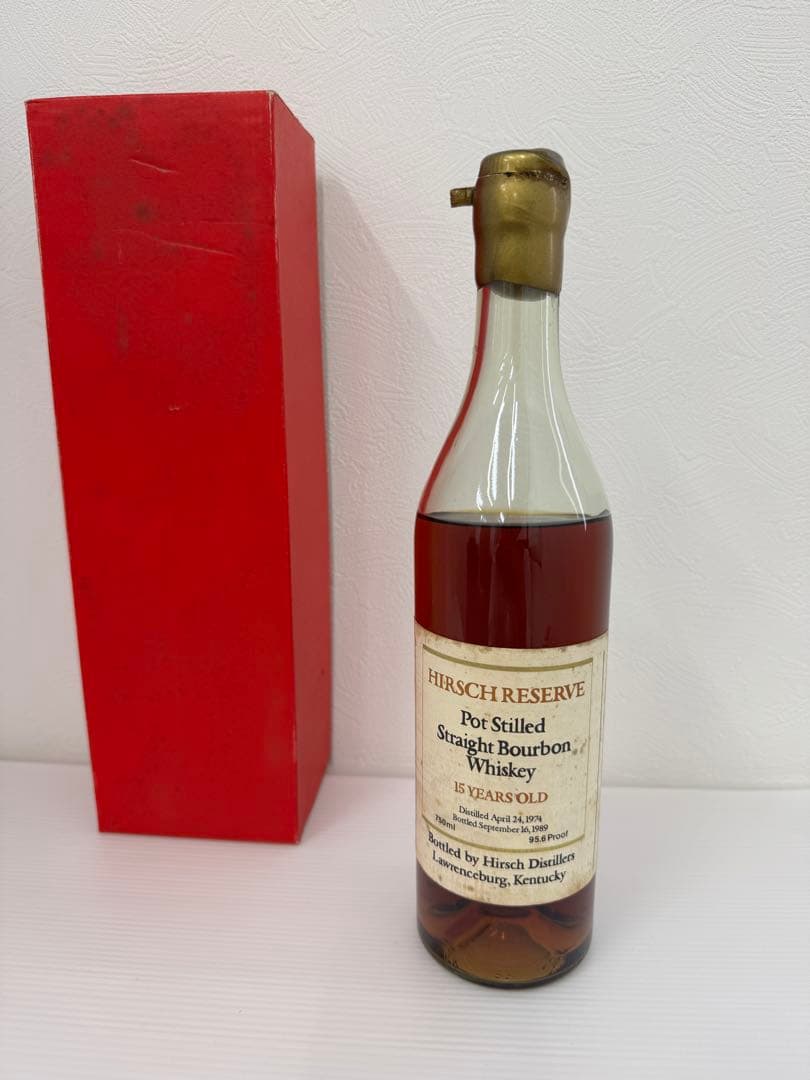 HIRSCH RESERVE
Pot Stilled
Straight Bourbon
Whiskey
15 YEARS OLD
Distilled April 24, 1974
Bottled September 16, 1989
750ml
95.6 Proof
Bottled by Hirsch Distillers
Lawrenceburg, Kentucky